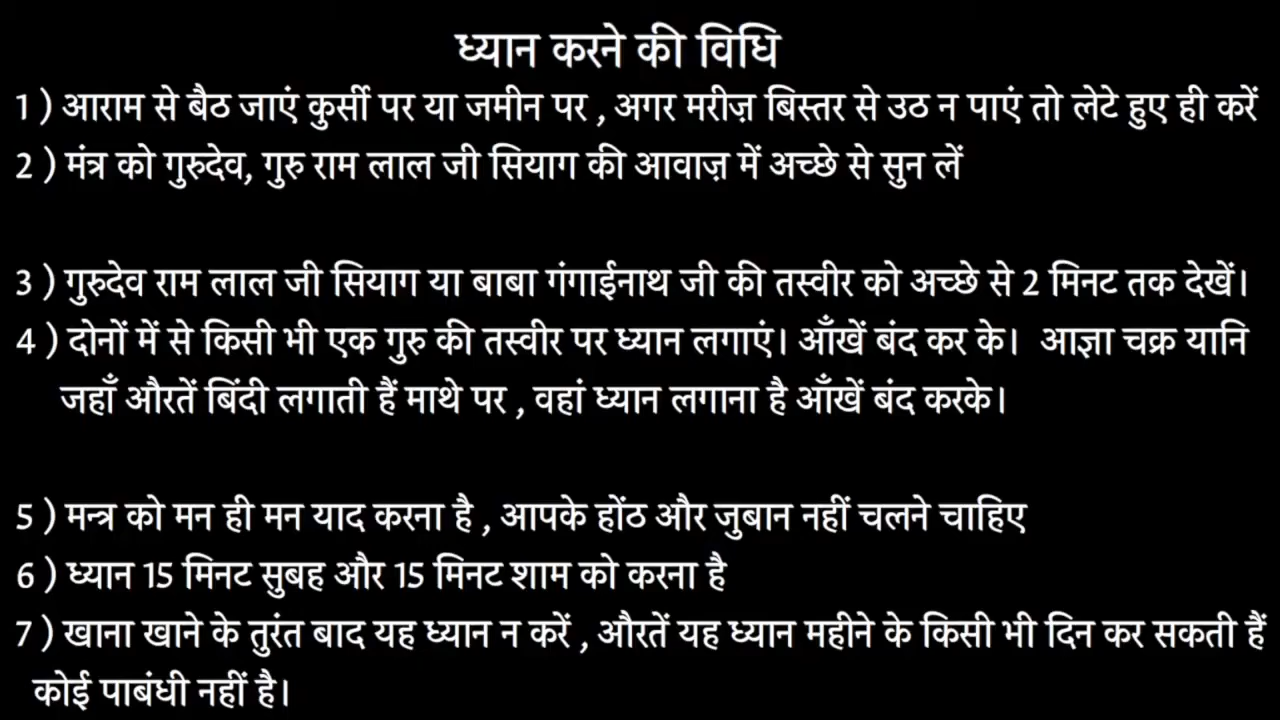 ध्यान करने की विधि
1 ) आराम से बैठ जाएं कुर्सी पर या जमीन पर , अगर मरीज़ बिस्तर से उठ न पाएं तो लेटे हुए ही करें
2 ) मंत्र को गुरुदेव, गुरु राम लाल जी सियाग की आवाज़ में अच्छे से सुन लें
3 ) गुरुदेव राम लाल जी सियाग या बाबा गंगाईनाथ जी की तस्वीर को अच्छे से 2 मिनट तक देखें।
4 ) दोनों में से किसी भी एक गुरु की तस्वीर पर ध्यान लगाएं। आँखें बंद कर के। आज्ञा चक्र यानि
जहाँ औरतें बिंदी लगाती हैं माथे पर , वहां ध्यान लगाना है आँखें बंद करके।
5 ) मन्त्र को मन ही मन याद करना है , आपके होंठ और जुबान नहीं चलने चाहिए
6 ) ध्यान 15 मिनट सुबह और 15 मिनट शाम को करना है
7 ) खाना खाने के तुरंत बाद यह ध्यान न करें , औरतें यह ध्यान महीने के किसी भी दिन कर सकती हैं
कोई पाबंधी नहीं है।